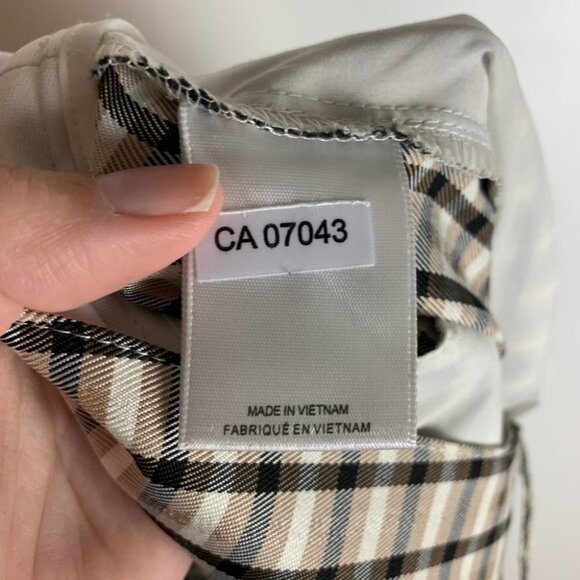 CA 07043
MADE IN VIETNAM
FABRIQUÉ EN VIETNAM